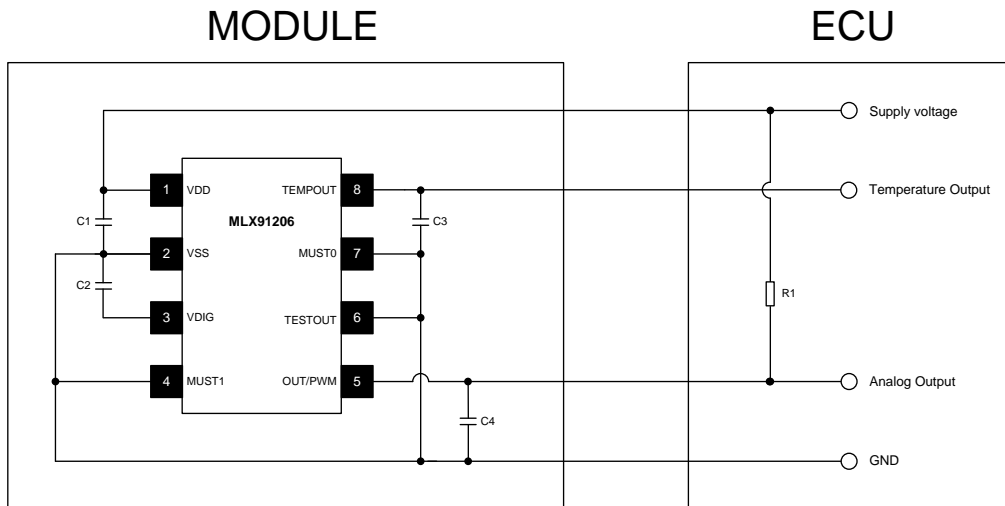 MODULE
ECU
Supply voltage
1 VDD TEMPOUT 8
Temperature Output
MLX91206
C1
C3
2 VSS MUST0 7
C2
R1
3 VDIG TESTOUT 6
4 MUST1 OUT/PWM 5
Analog Output
C4
GND